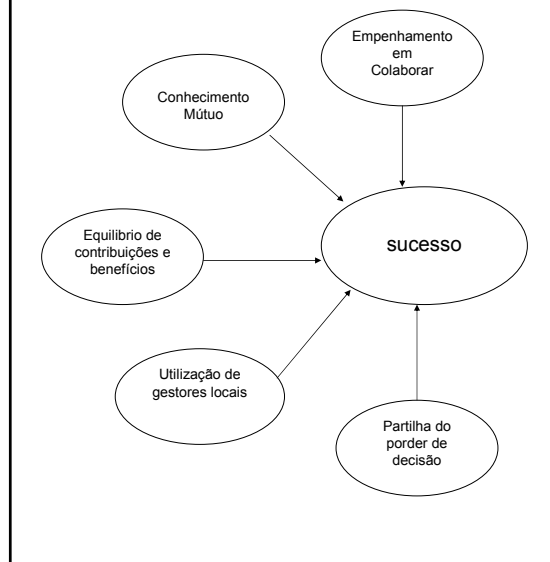 Empenhamento
em
Colaborar
Conhecimento
Mútuo
sucesso
Equilibrio de
contribuições e
benefícios
Utilização de
gestores locais
Partilha do
porder de
decisão